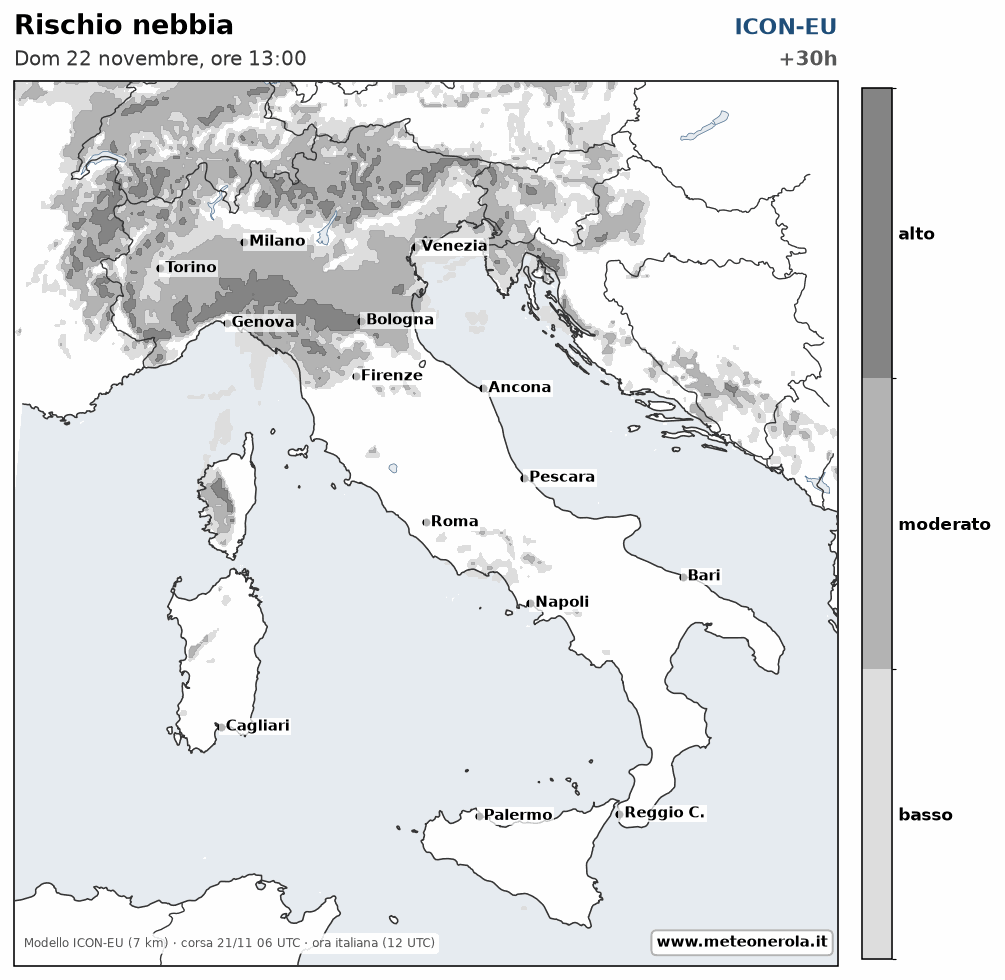 Rischio nebbia
ICON-EU
Dom 22 novembre, ore 13:00
+30h
alto
Milano
Venezia
Torino
Genova
Bologna
Firenze
Ancona
Pescara
Roma
moderato
Bari
Napoli
Cagliari
Palermo
Reggio C.
basso
Modello ICON-EU (7 km) · corsa 21/11 06 UTC · ora italiana (12 UTC)
www.meteonerola.it